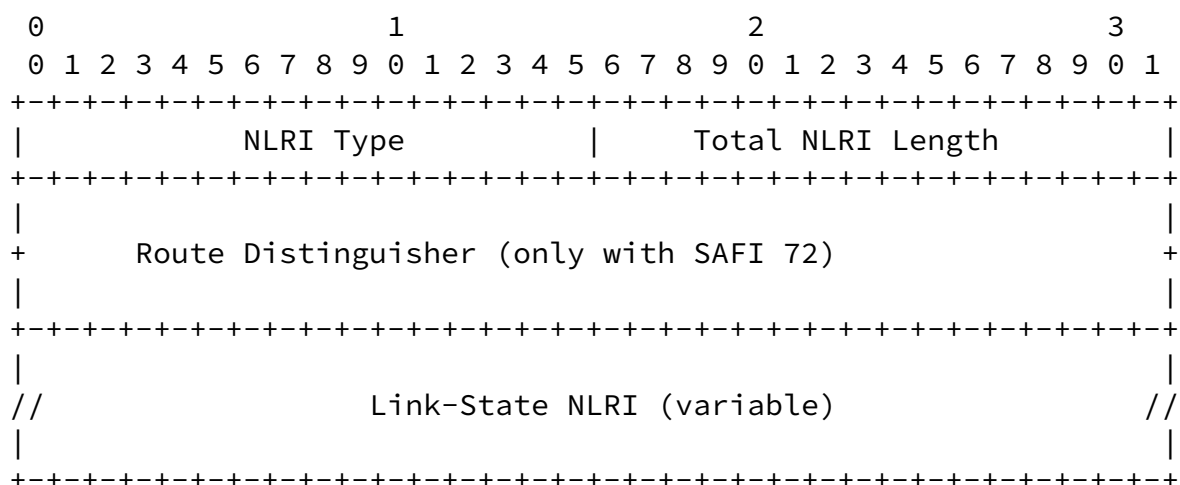 0                   1                   2                   3
 0 1 2 3 4 5 6 7 8 9 0 1 2 3 4 5 6 7 8 9 0 1 2 3 4 5 6 7 8 9 0 1
+-+-+-+-+-+-+-+-+-+-+-+-+-+-+-+-+-+-+-+-+-+-+-+-+-+-+-+-+-+-+-+-+
|            NLRI Type          |     Total NLRI Length         |
+-+-+-+-+-+-+-+-+-+-+-+-+-+-+-+-+-+-+-+-+-+-+-+-+-+-+-+-+-+-+-+-+
|                                                               |
+      Route Distinguisher (only with SAFI 72)                  +
|                                                               |
+-+-+-+-+-+-+-+-+-+-+-+-+-+-+-+-+-+-+-+-+-+-+-+-+-+-+-+-+-+-+-+-+
|                                                               |
//                  Link-State NLRI (variable)                 //
|                                                               |
+-+-+-+-+-+-+-+-+-+-+-+-+-+-+-+-+-+-+-+-+-+-+-+-+-+-+-+-+-+-+-+-+